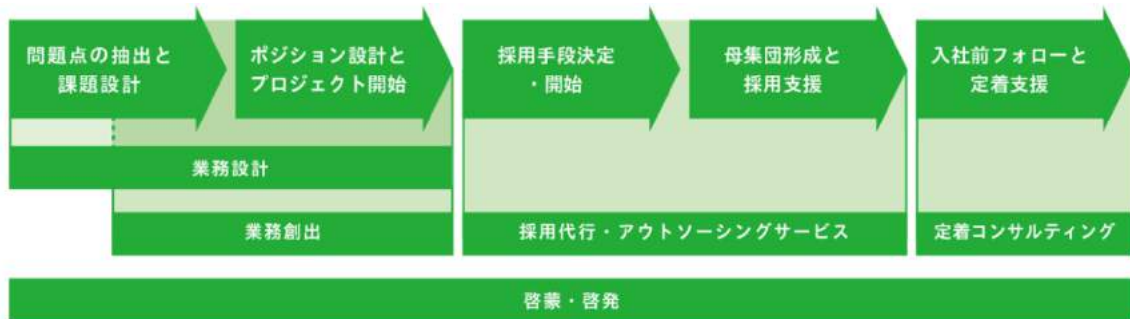 問題点の抽出と
課題設計
ポジション設計と
プロジェクト開始
採用手段決定
・開始
母集団形成と
採用支援
入社前フォローと
定着支援
業務設計
業務創出
採用代行・アウトソーシングサービス
定着コンサルティング
啓蒙・啓発